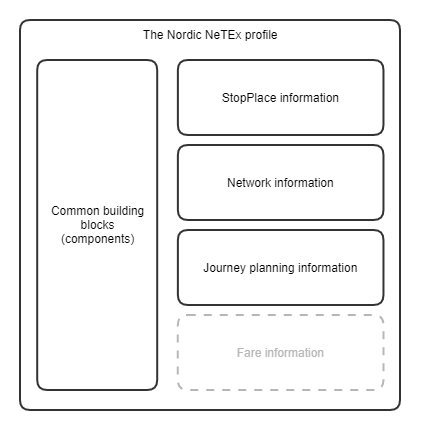 The Nordic NeTEx profile
Common building
blocks
(components)
StopPlace information
Network information
Journey planning information
Fare information